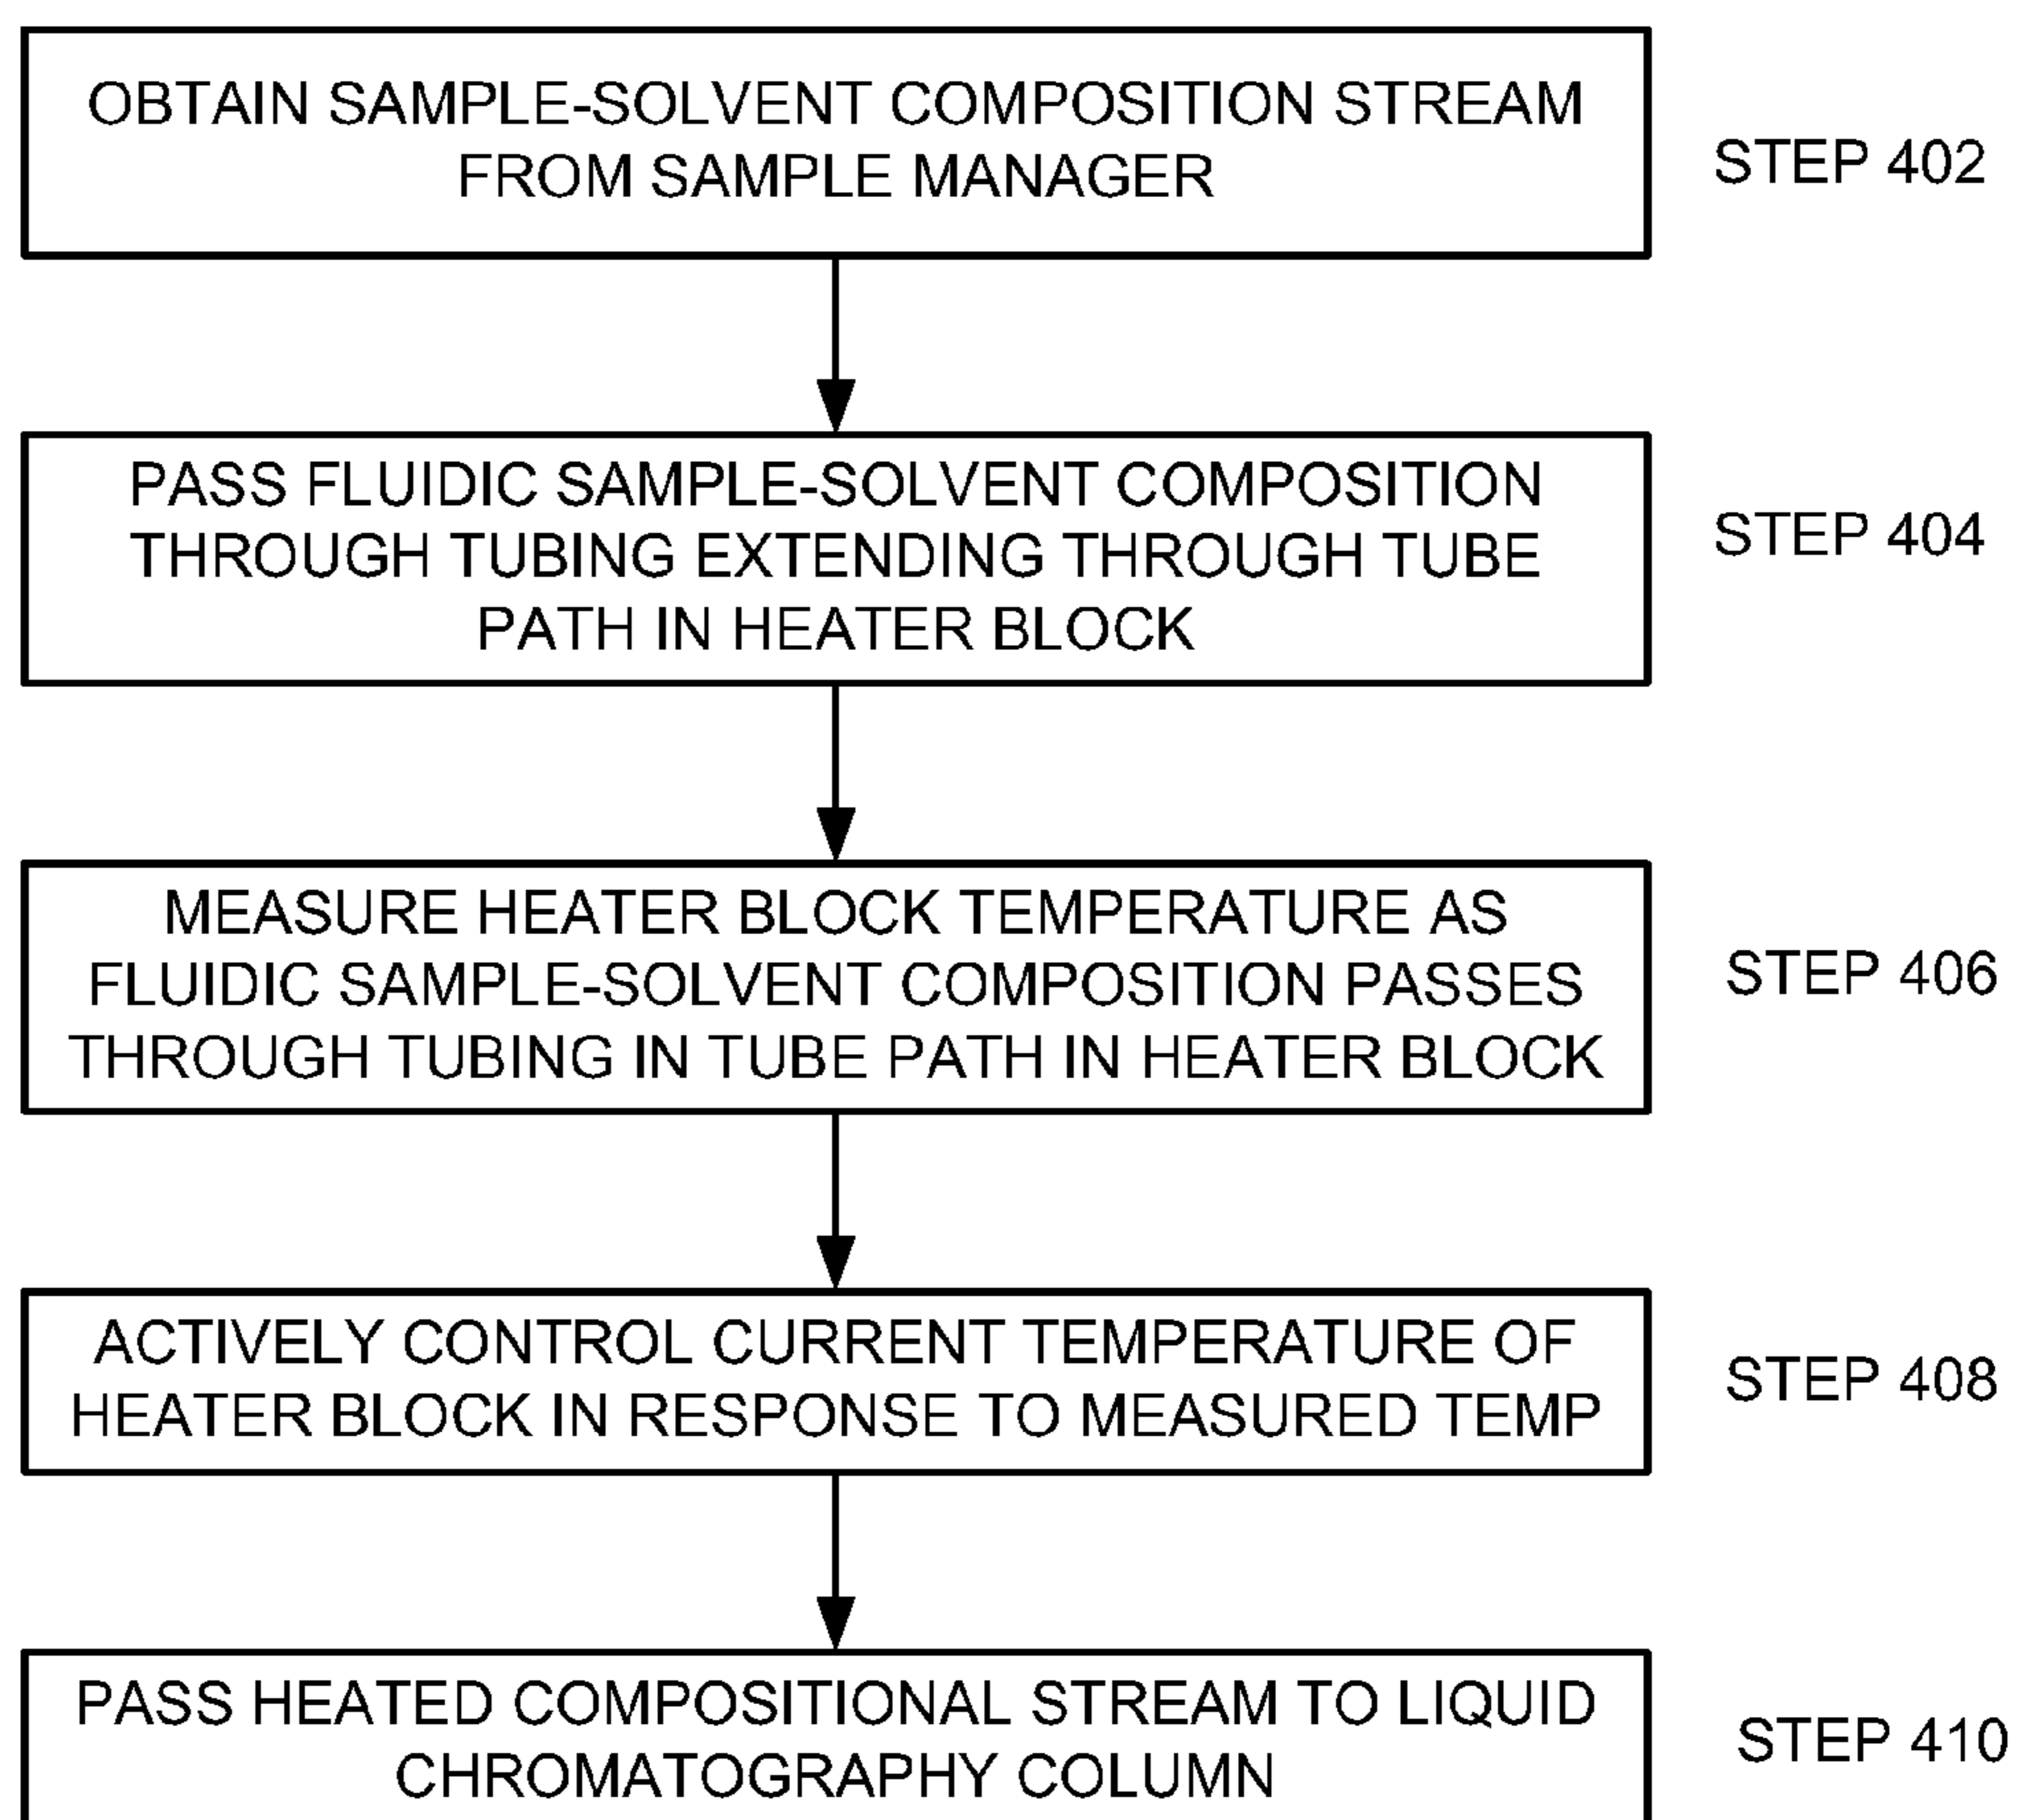 OBTAIN SAMPLE-SOLVENT COMPOSITION STREAM
FROM SAMPLE MANAGER
STEP 402
PASS FLUIDIC SAMPLE-SOLVENT COMPOSITION
THROUGH TUBING EXTENDING THROUGH TUBE
PATH IN HEATER BLOCK
STEP 404
MEASURE HEATER BLOCK TEMPERATURE AS
FLUIDIC SAMPLE-SOLVENT COMPOSITION PASSES
THROUGH TUBING IN TUBE PATH IN HEATER BLOCK
STEP 406
ACTIVELY CONTROL CURRENT TEMPERATURE OF
HEATER BLOCK IN RESPONSE TO MEASURED TEMP
STEP 408
PASS HEATED COMPOSITIONAL STREAM TO LIQUID
CHROMATOGRAPHY COLUMN
STEP 410